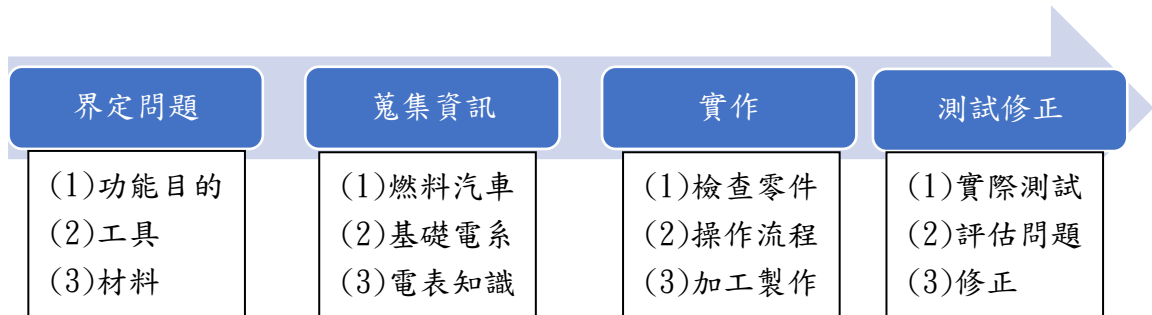 界定問題
(1)功能目的
(2)工具
(3)材料
蒐集資訊
(1)燃料汽車
(2)基礎電系
(3)電表知識
實作
(1)檢查零件
(2)操作流程
(3)加工製作
測試修正
(1)實際測試
(2)評估問題
(3)修正